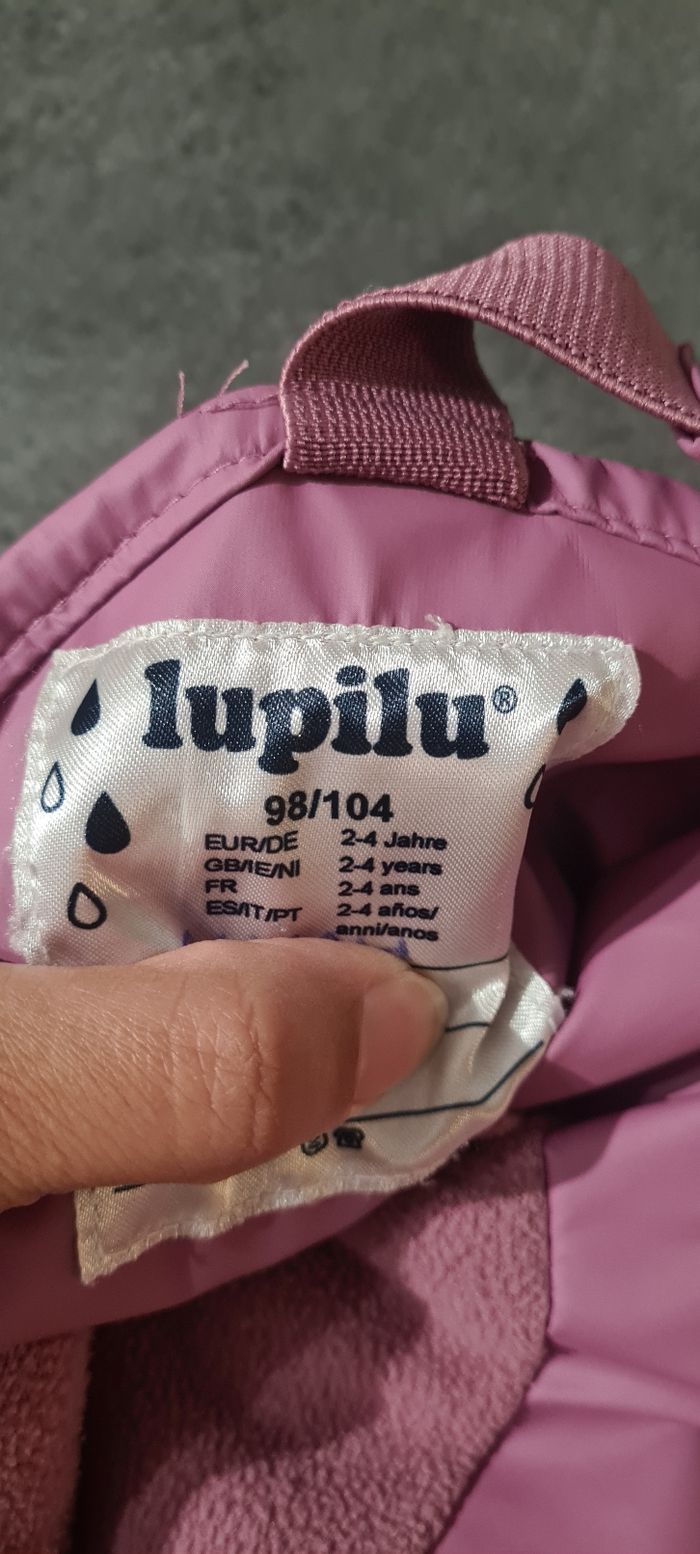 lupilu®
98/104
EUR/DE 2-4 Jahre
GB/IE/NI 2-4 years
FR 2-4 ans
ES/IT/PT 2-4 años/
anni/anos